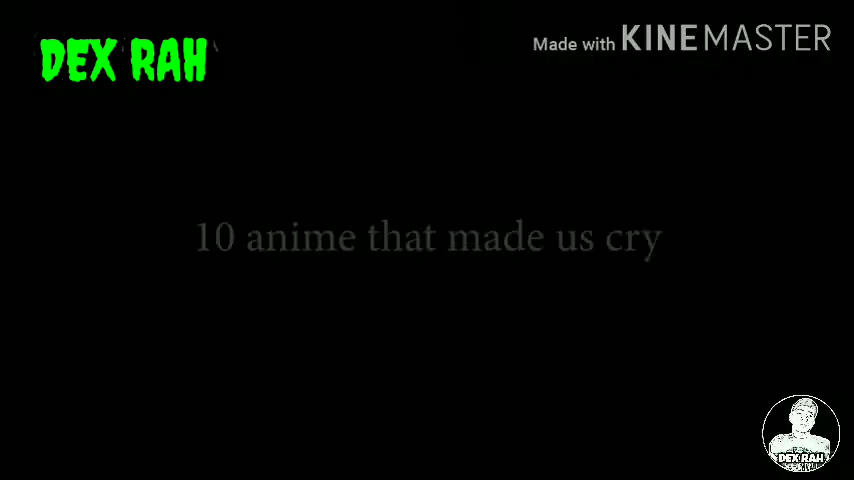 DEX RAH
Made with KINEMASTER
10 anime that made us cry
DEX RAH